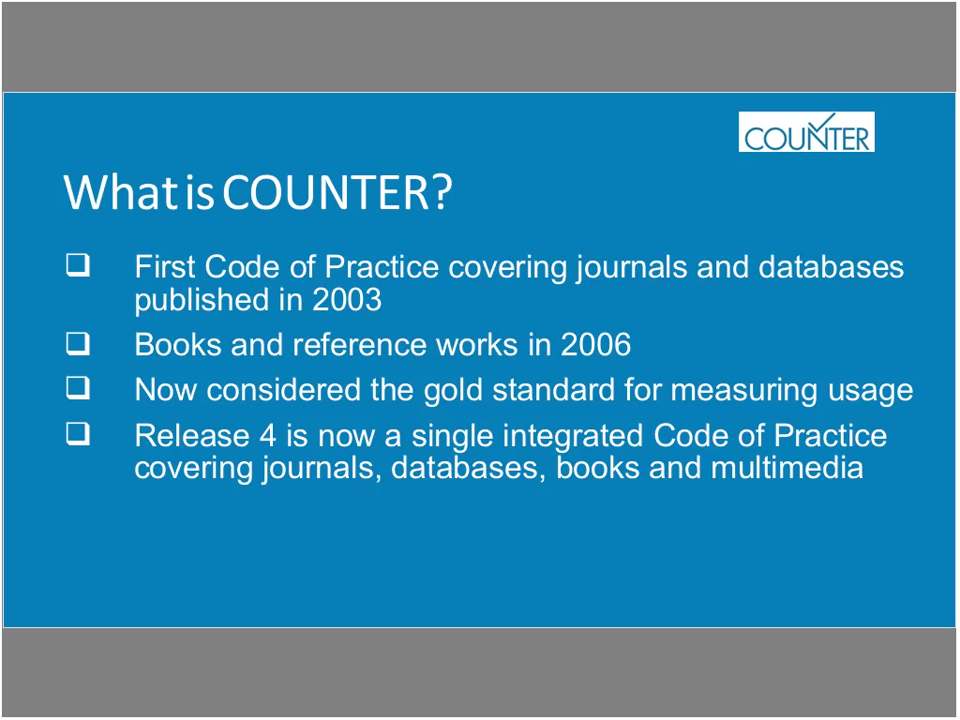 COUNTER
What is COUNTER?
❑ First Code of Practice covering journals and databases
published in 2003
❑ Books and reference works in 2006
❑ Now considered the gold standard for measuring usage
❑ Release 4 is now a single integrated Code of Practice
covering journals, databases, books and multimedia